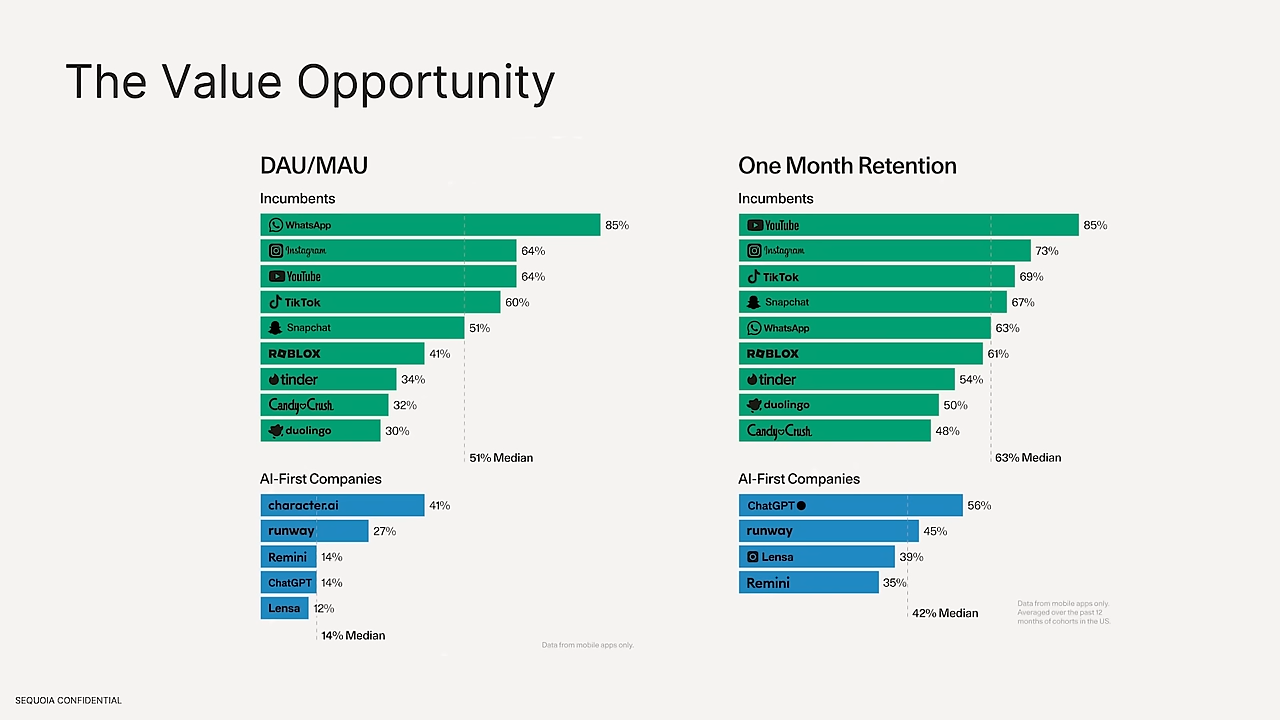 The Value Opportunity
DAU/MAU
Incumbents
WhatsApp 85%
Instagram 64%
YouTube 64%
TikTok 60%
Snapchat 51%
ROBLOX 41%
tinder 34%
Candy Crush 32%
duolingo 30%
51% Median
AI-First Companies
character.ai 41%
runway 27%
Remini 14%
ChatGPT 14%
Lensa 12%
14% Median
Data from mobile apps only.
One Month Retention
Incumbents
YouTube 85%
Instagram 73%
TikTok 69%
Snapchat 67%
WhatsApp 63%
ROBLOX 61%
tinder 54%
duolingo 50%
Candy Crush 48%
63% Median
AI-First Companies
ChatGPT 56%
runway 45%
Lensa 39%
Remini 35%
42% Median
Data from mobile apps only.
Averaged over the past 12
months of cohorts in the US.
SEQUOIA CONFIDENTIAL